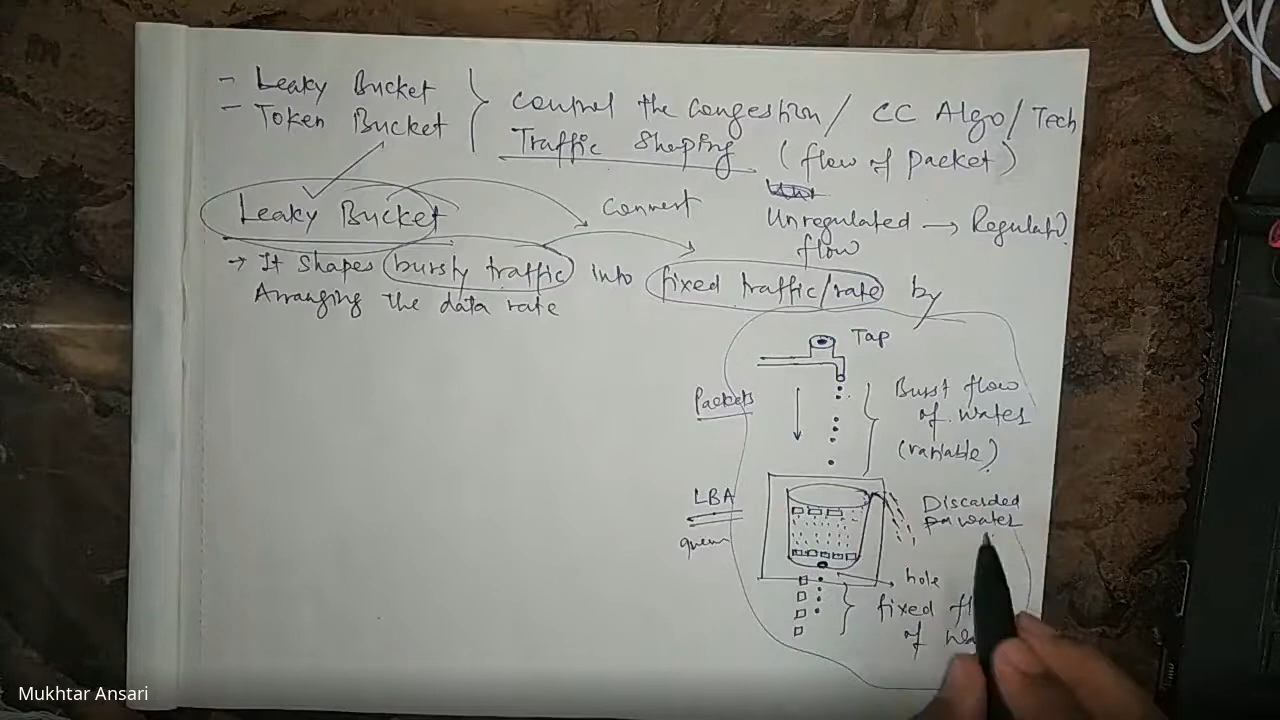 - Leaky Bucket
- Token Bucket
Control the Congestion / CC Algo / Tech
Traffic Shaping (flow of packet)
Leaky Bucket
Convert
Unregulated → Regulated
flow
→ It shapes bursty traffic into fixed traffic/rate by
Arranging the data rate
Tap
Packets
Burst flow
of water
(variable)
LBA
Discarded
water
hole
fixed
of
Mukhtar Ansari